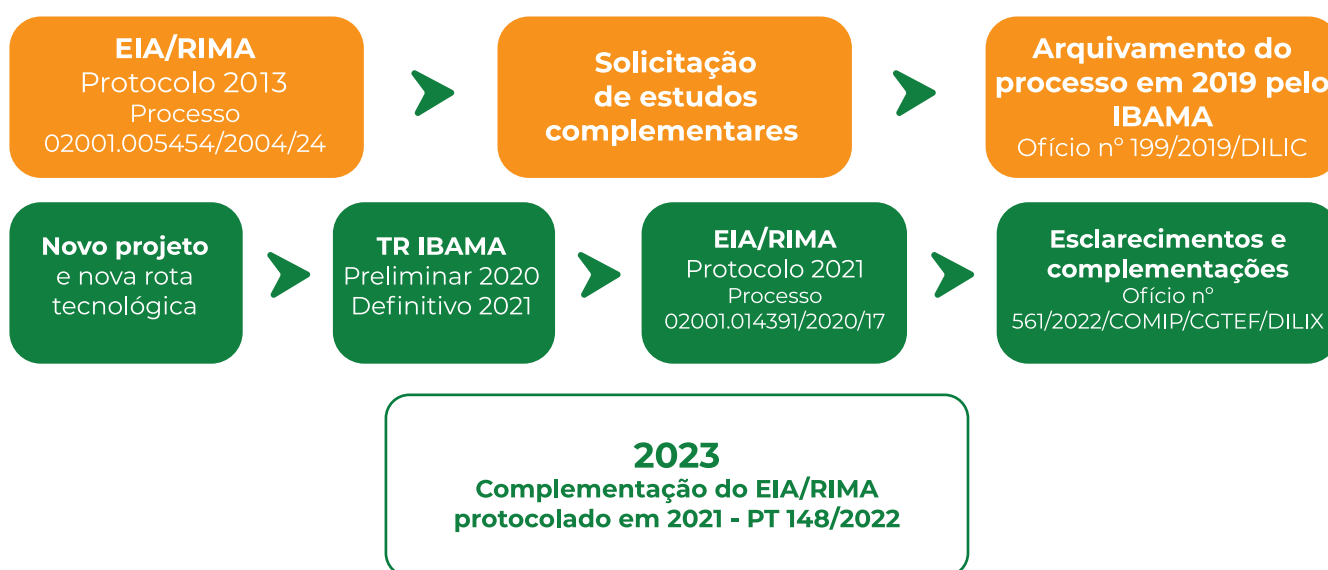 EIA/RIMA
Protocolo 2013
Processo
02001.005454/2004/24
Solicitação
de estudos
complementares
Arquivamento do
processo em 2019 pelo
IBAMA
Ofício nº 199/2019/DILIC
Novo projeto
e nova rota
tecnológica
TR IBAMA
Preliminar 2020
Definitivo 2021
EIA/RIMA
Protocolo 2021
Processo
02001.014391/2020/17
Esclarecimentos e
complementações
Ofício nº
561/2022/COMIP/CGTEF/DILIX
2023
Complementação do EIA/RIMA
protocolado em 2021 - PT 148/2022